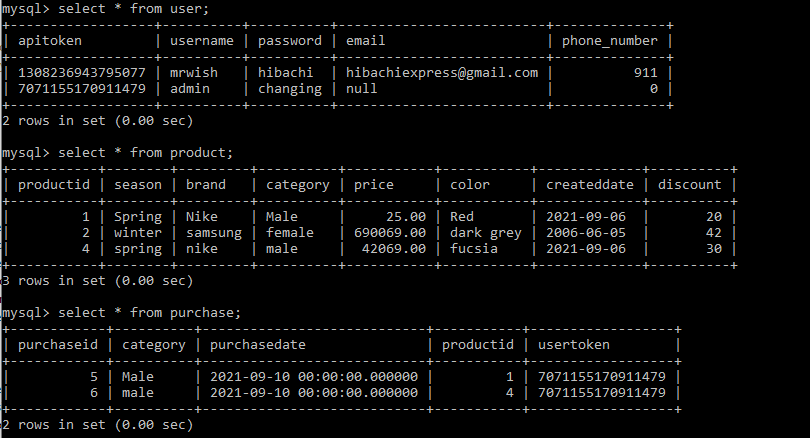 mysql> select * from user;
+------------------+----------+----------+--------------------------+--------------+
| apitoken         | username | password | email                    | phone_number |
+------------------+----------+----------+--------------------------+--------------+
| 1308236943795077 | mrwish   | hibachi  | hibachiexpress@gmail.com |          911 |
| 7071155170911479 | admin    | changing | null                     |            0 |
+------------------+----------+----------+--------------------------+--------------+
2 rows in set (0.00 sec)
mysql> select * from product;
+-----------+--------+---------+----------+-----------+-----------+-------------+----------+
| productid | season | brand   | category | price     | color     | createddate | discount |
+-----------+--------+---------+----------+-----------+-----------+-------------+----------+
|         1 | Spring | Nike    | Male     |     25.00 | Red       | 2021-09-06  |       20 |
|         2 | winter | samsung | female   | 690069.00 | dark grey | 2006-06-05  |       42 |
|         4 | spring | nike    | male     |  42069.00 | fucsia    | 2021-09-06  |       30 |
+-----------+--------+---------+----------+-----------+-----------+-------------+----------+
3 rows in set (0.00 sec)
mysql> select * from purchase;
+------------+----------+----------------------------+-----------+------------------+
| purchaseid | category | purchasedate               | productid | usertoken        |
+------------+----------+----------------------------+-----------+------------------+
|          5 | Male     | 2021-09-10 00:00:00.000000 |         1 | 7071155170911479 |
|          6 | male     | 2021-09-10 00:00:00.000000 |         4 | 7071155170911479 |
+------------+----------+----------------------------+-----------+------------------+
2 rows in set (0.00 sec)